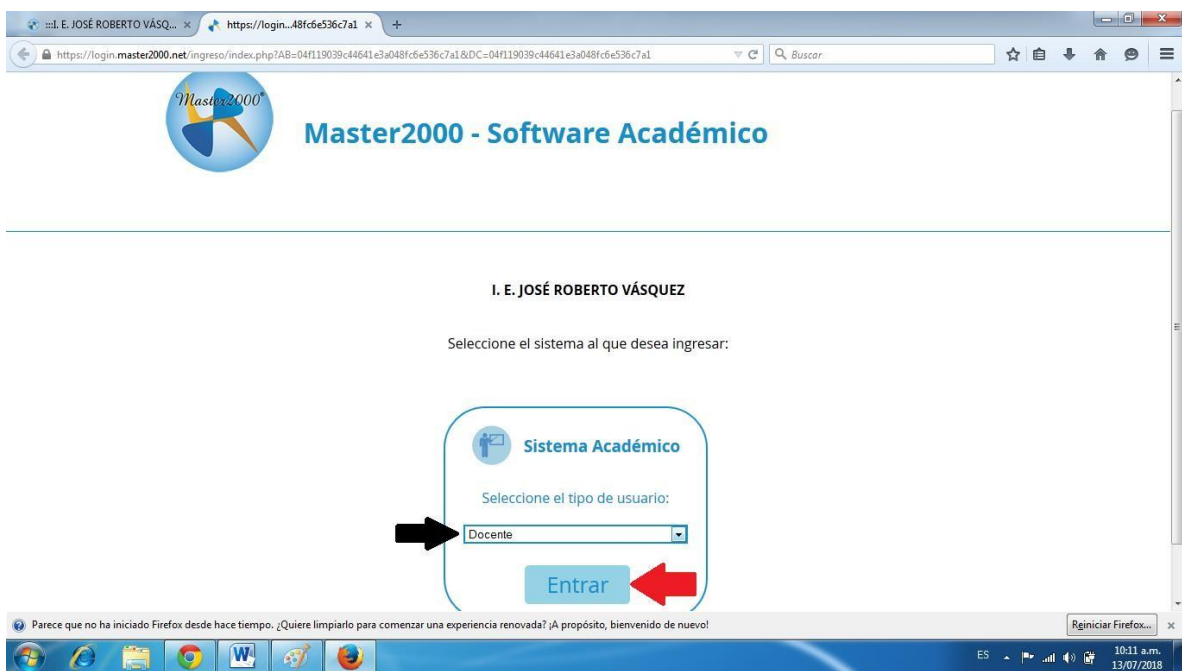 :::I. E. JOSÉ ROBERTO VÁSQ... × https://login...48fc6e536c7a1 × +
https://login.master2000.net/ingreso/index.php?AB=04f119039c44641e3a048fc6e536c7a1&DC=04f119039c44641e3a048fc6e536c7a1 Buscar
Master2000®
Master2000 - Software Académico
I. E. JOSÉ ROBERTO VÁSQUEZ
Seleccione el sistema al que desea ingresar:
Sistema Académico
Seleccione el tipo de usuario:
Docente
Entrar
Parece que no ha iniciado Firefox desde hace tiempo. ¿Quiere limpiarlo para comenzar una experiencia renovada? ¡A propósito, bienvenido de nuevo! Reiniciar Firefox... ×
ES 10:11 a.m.
13/07/2018